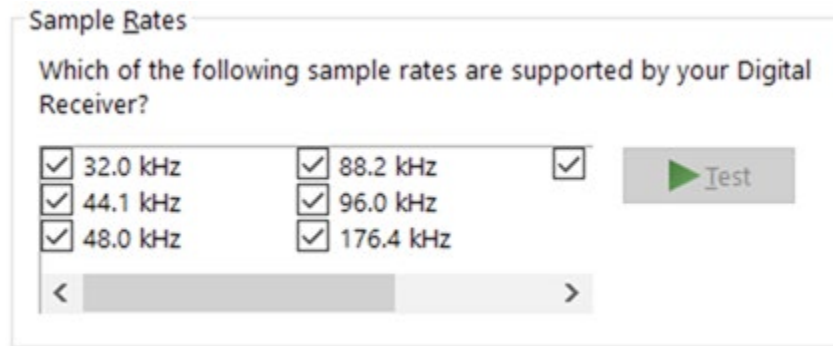 Sample Rates
Which of the following sample rates are supported by your Digital
Receiver?
32.0 kHz
44.1 kHz
48.0 kHz
88.2 kHz
96.0 kHz
176.4 kHz
Test